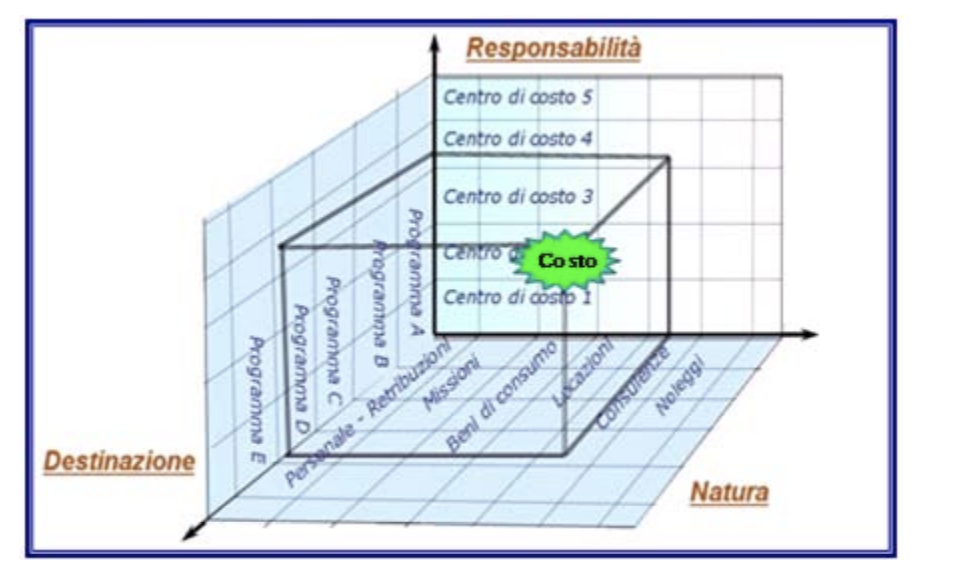 Responsabilità
Centro di costo 5
Centro di costo 4
Centro di costo 3
Centro
Costo
Centro di costo 1
Programma A
Programma B
Programma C
Programma D
Programma E
Personale - Retribuzioni
Missioni
Beni di consumo
Locazioni
Consulenze
Noleggi
Destinazione
Natura